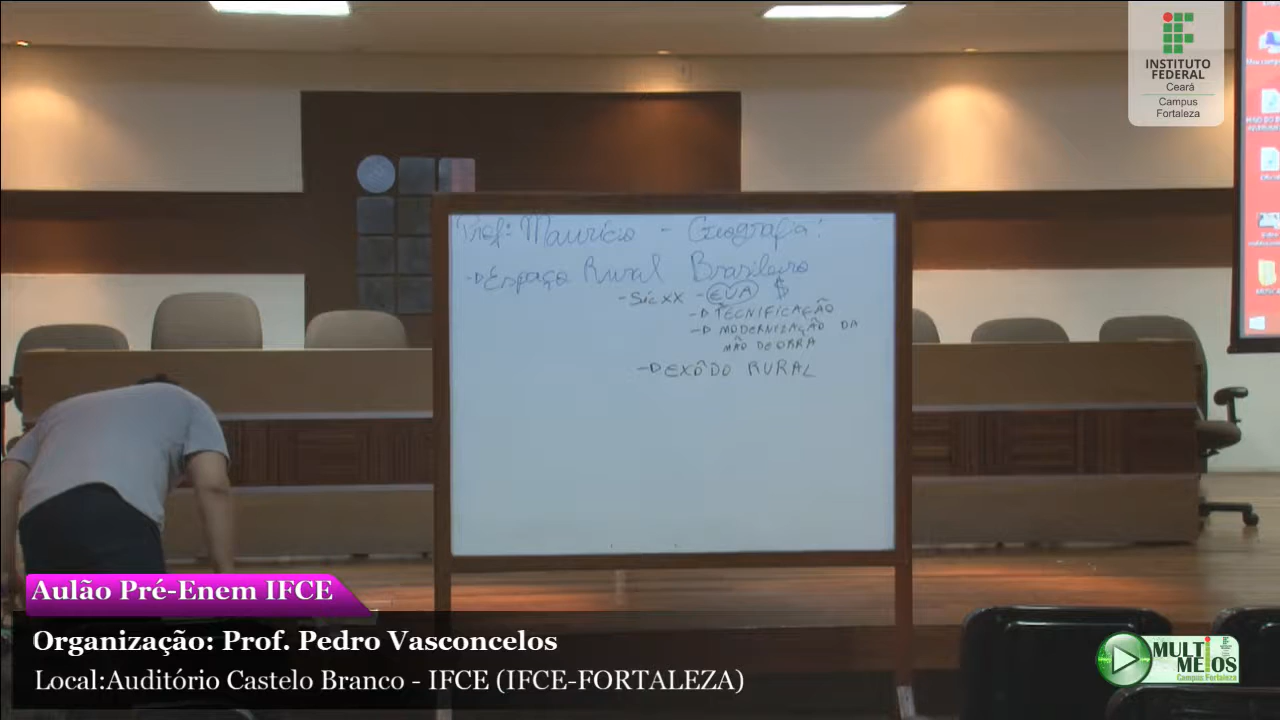 INSTITUTO
FEDERAL
Ceará
Campus
Fortaleza
Prof: Maurício - Geografia!
Espaço Rural Brasileiro
- Séc XX - EUA $
TECNIFICAÇÃO
MODERNIZAÇÃO DA
MÃO DE OBRA
EXÔDO RURAL
Aulão Pré-Enem IFCE
Organização: Prof. Pedro Vasconcelos
Local:Auditório Castelo Branco - IFCE (IFCE-FORTALEZA)
MULTI
MEIOS
Campus Fortaleza